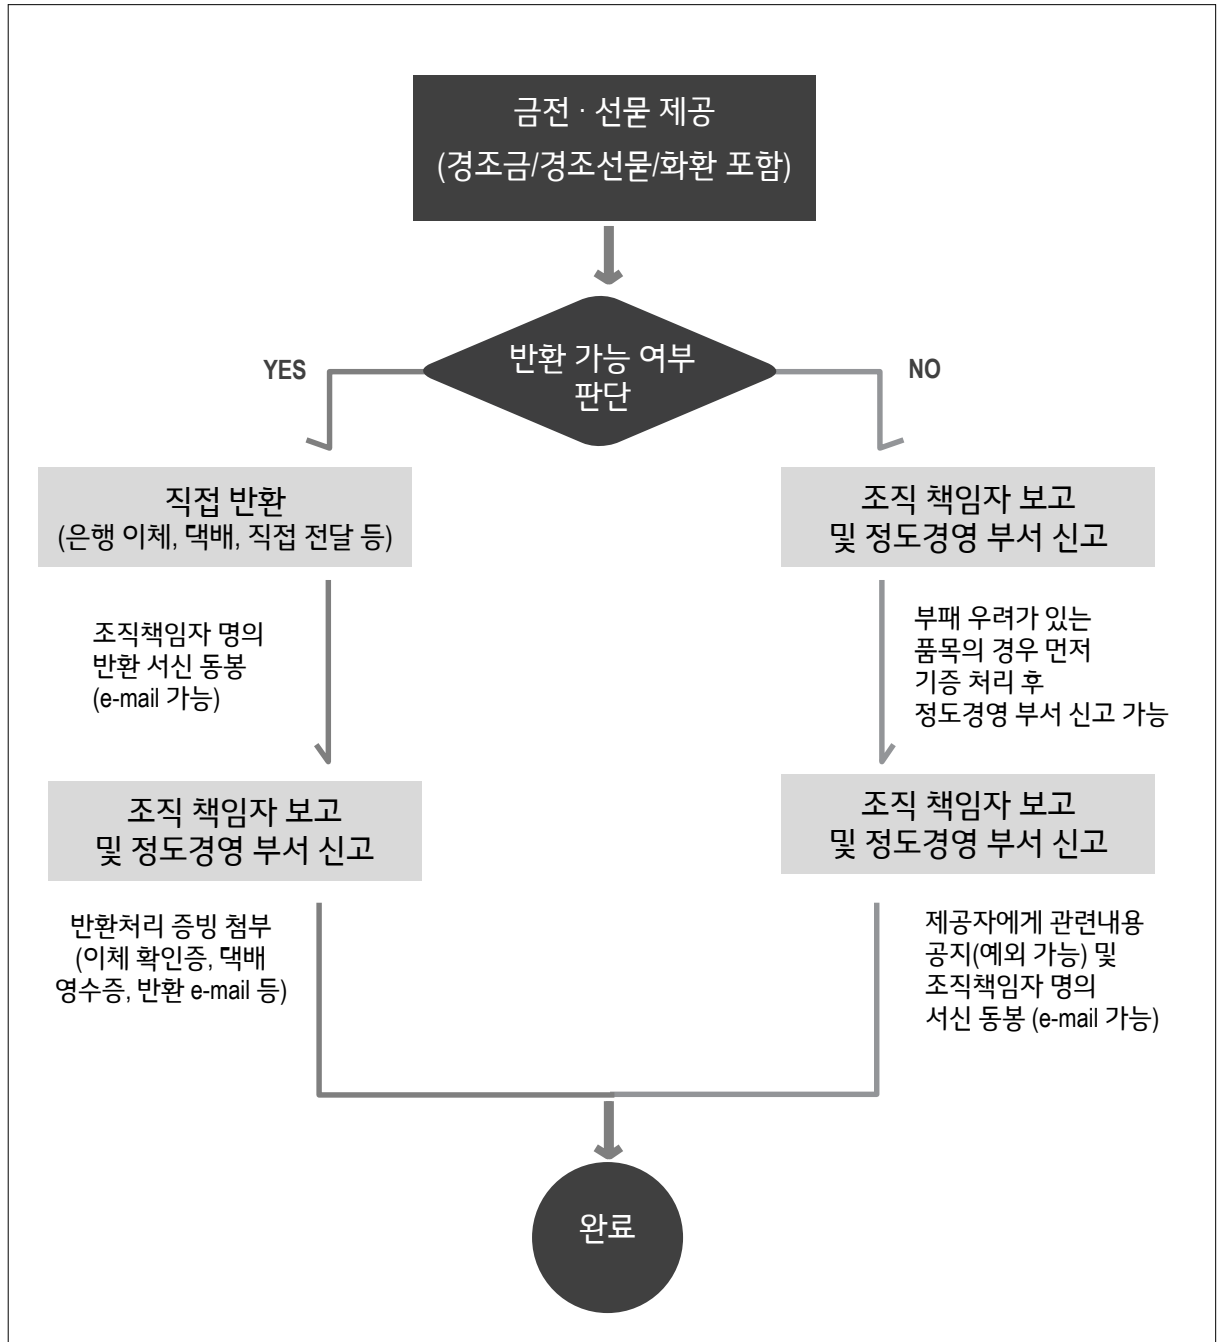 금전 · 선물 제공
(경조금/경조선물/화환 포함)
반환 가능 여부
판단
YES
NO
직접 반환
(은행 이체, 택배, 직접 전달 등)
조직 책임자 보고
및 정도경영 부서 신고
조직책임자 명의
반환 서신 동봉
(e-mail 가능)
부패 우려가 있는
품목의 경우 먼저
기증 처리 후
정도경영 부서 신고 가능
조직 책임자 보고
및 정도경영 부서 신고
조직 책임자 보고
및 정도경영 부서 신고
반환처리 증빙 첨부
(이체 확인증, 택배
영수증, 반환 e-mail 등)
제공자에게 관련내용
공지(예외 가능) 및
조직책임자 명의
서신 동봉 (e-mail 가능)
완료